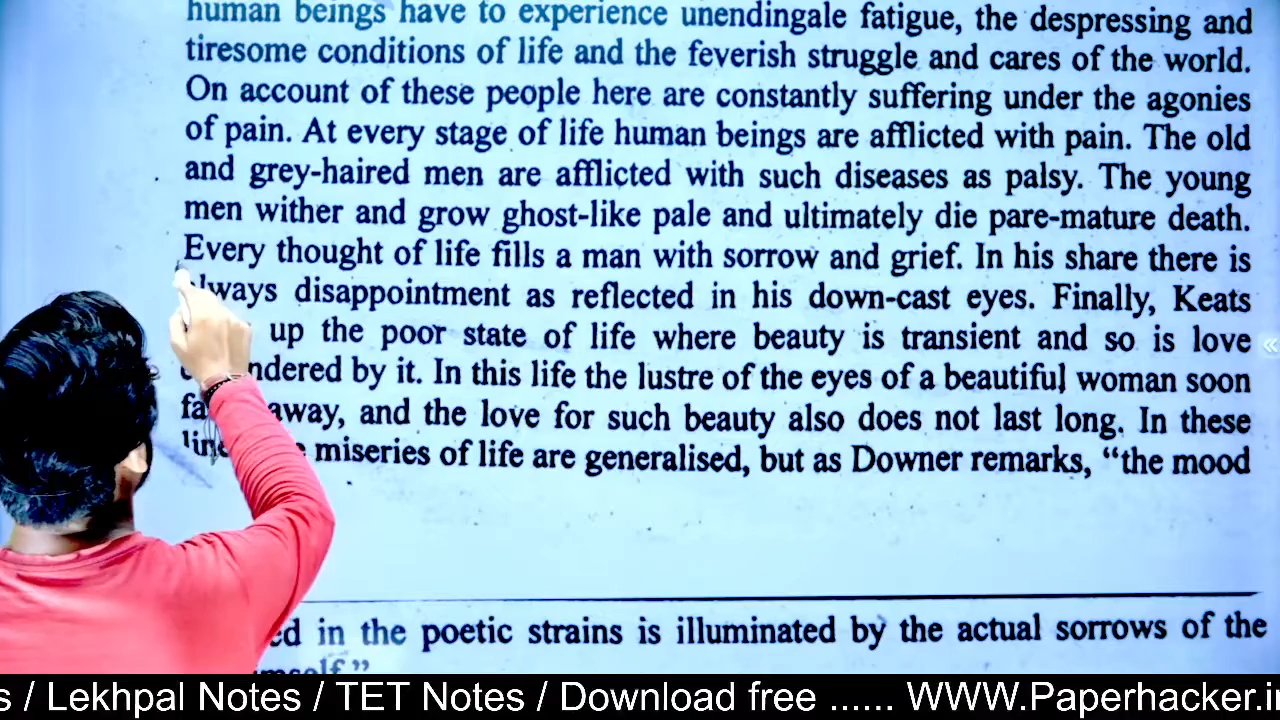 human beings have to experience unendingale fatigue, the despressing and
tiresome conditions of life and the feverish struggle and cares of the world.
On account of these people here are constantly suffering under the agonies
of pain. At every stage of life human beings are afflicted with pain. The old
and grey-haired men are afflicted with such diseases as palsy. The young
men wither and grow ghost-like pale and ultimately die pare-mature death.
Every thought of life fills a man with sorrow and grief. In his share there is
always disappointment as reflected in his down-cast eyes. Finally, Keats
up the poor state of life where beauty is transient and so is love
by it. In this life the lustre of the eyes of a beautiful woman soon
away, and the love for such beauty also does not last long. In these
miseries of life are generalised, but as Downer remarks, “the mood
in the poetic strains is illuminated by the actual sorrows of the
s / Lekhpal Notes / TET Notes / Download free ...... WWW.Paperhacker.in